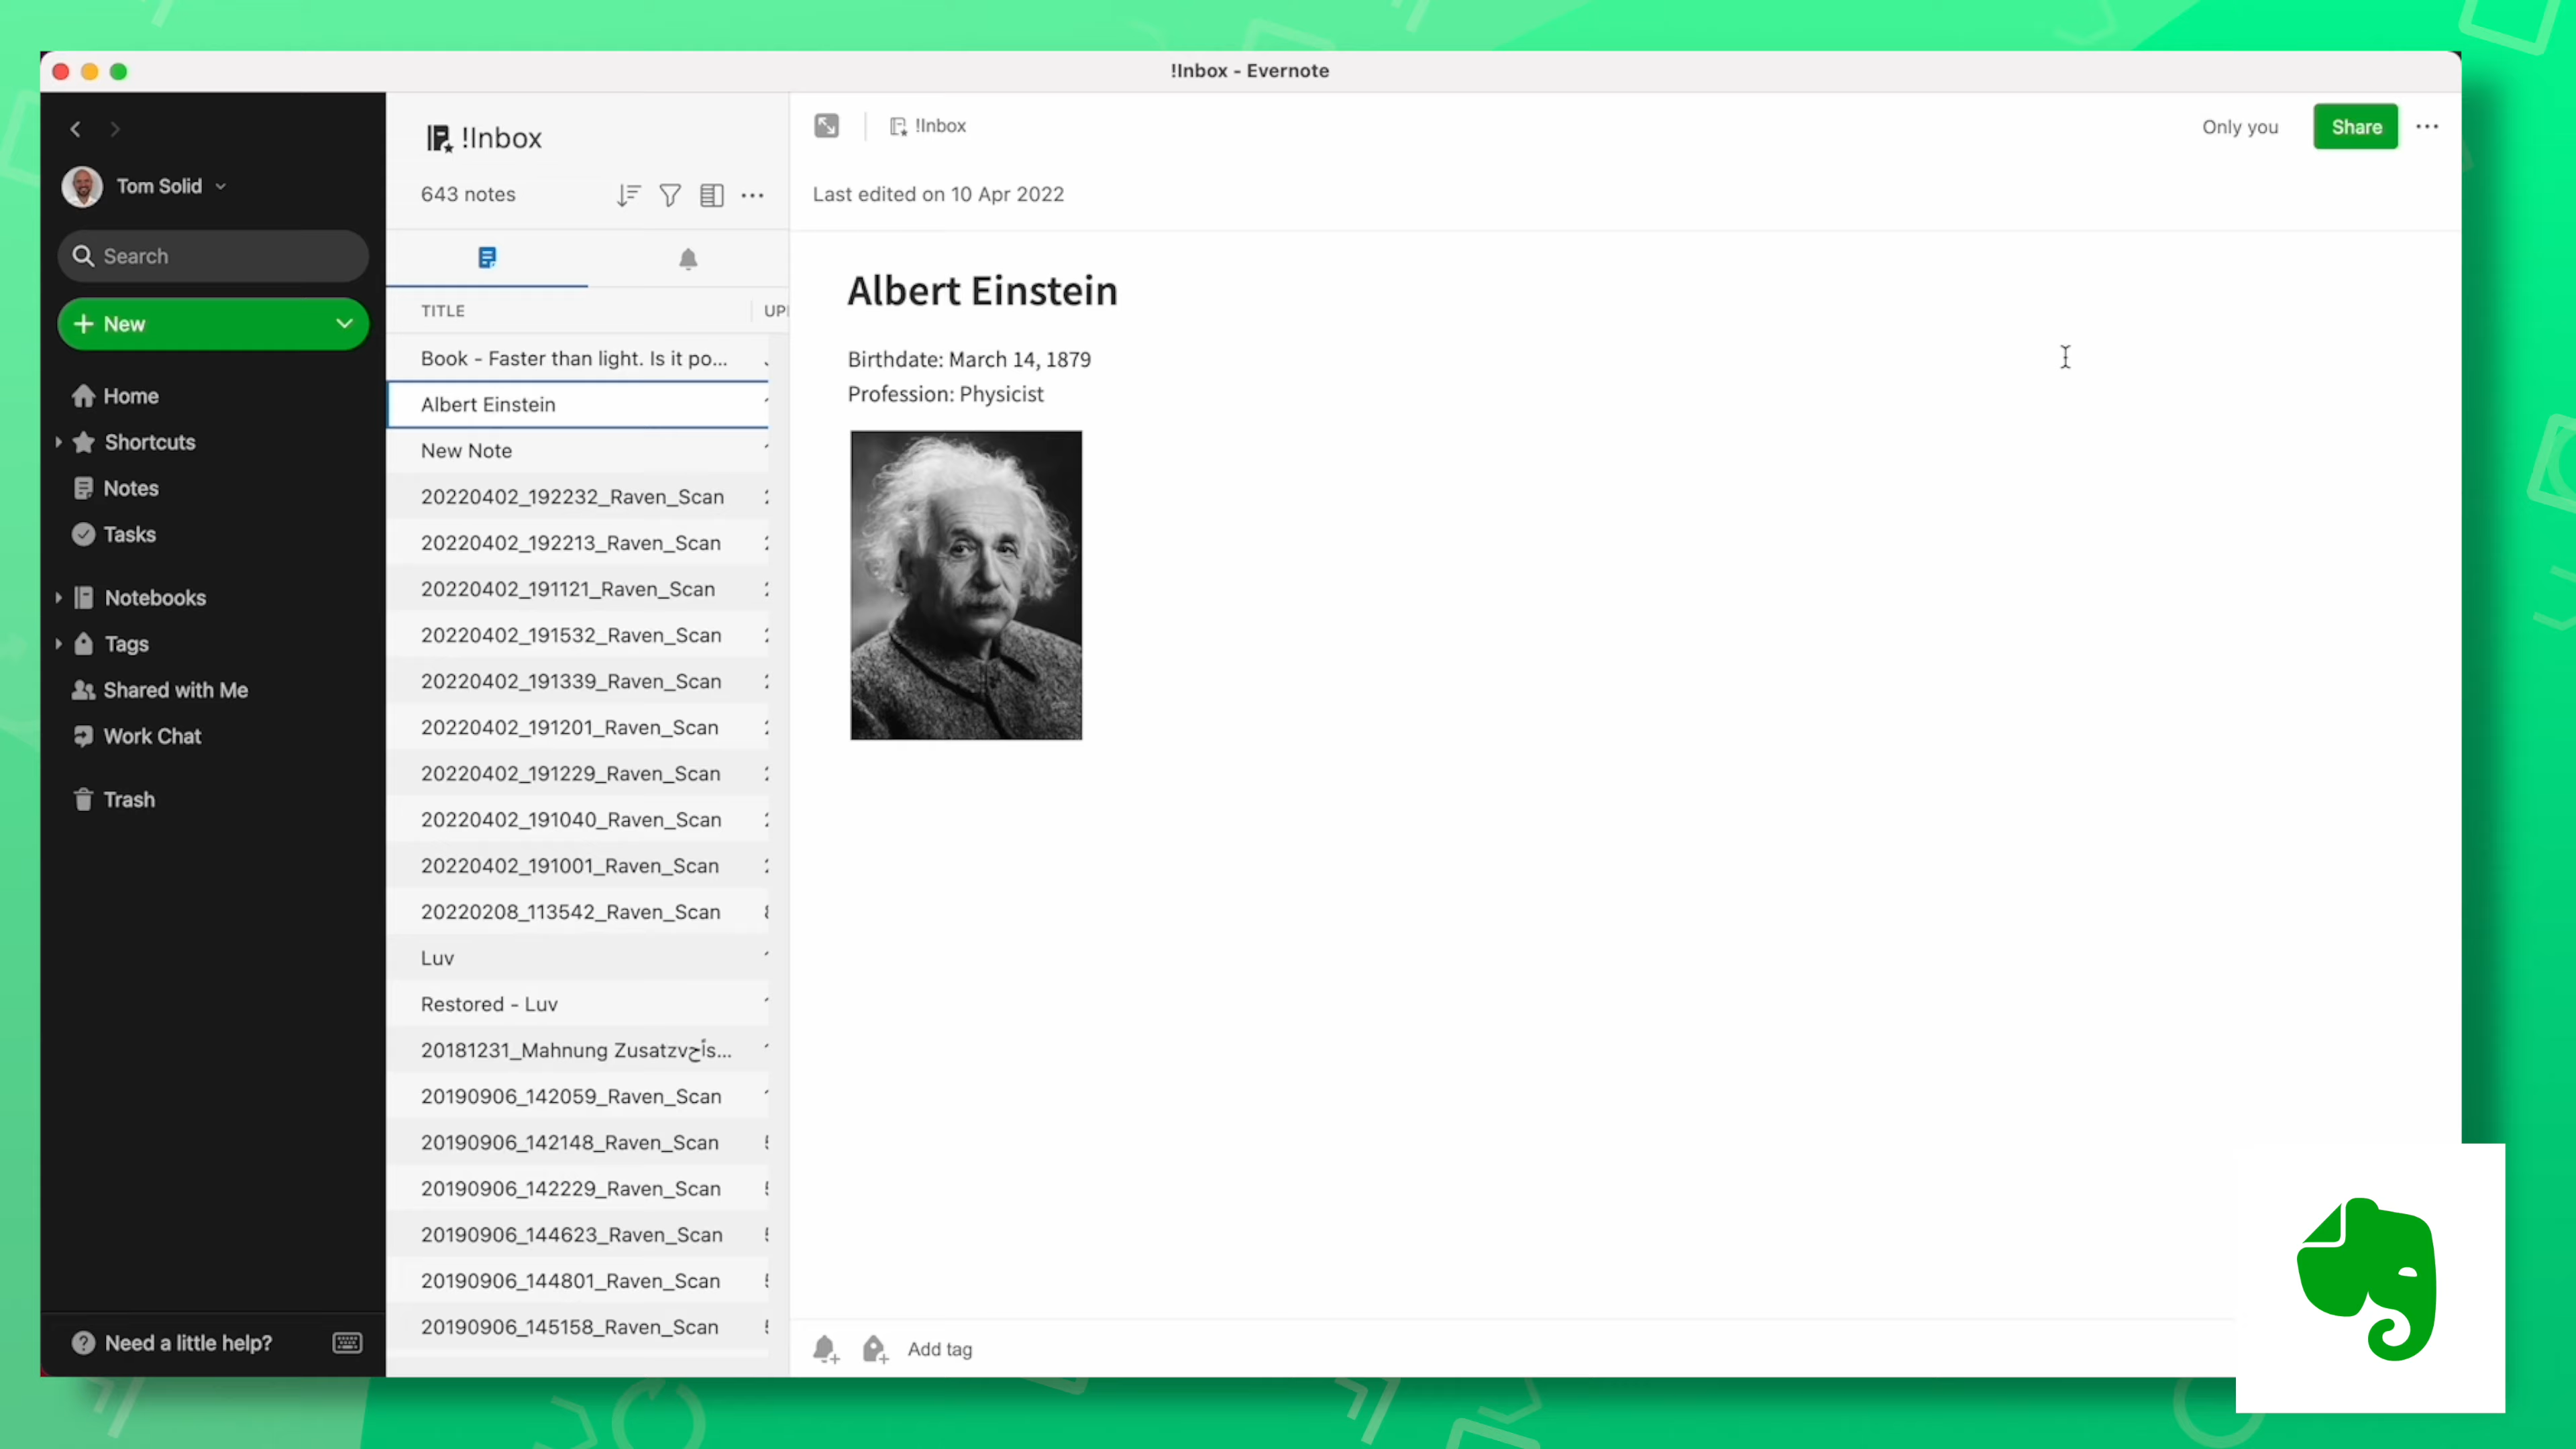 !Inbox - Evernote
Tom Solid
Search
New
Home
Shortcuts
Notes
Tasks
Notebooks
Tags
Shared with Me
Work Chat
Trash
Need a little help?
!Inbox
643 notes
TITLE
Book - Faster than light. Is it po...
Albert Einstein
New Note
20220402_192232_Raven_Scan
20220402_192213_Raven_Scan
20220402_191121_Raven_Scan
20220402_191532_Raven_Scan
20220402_191339_Raven_Scan
20220402_191201_Raven_Scan
20220402_191229_Raven_Scan
20220402_191040_Raven_Scan
20220402_191001_Raven_Scan
20220208_113542_Raven_Scan
Luv
Restored - Luv
20181231_Mahnung
20190906_142059_Raven_Scan
20190906_142148_Raven_Scan
20190906_142229_Raven_Scan
20190906_144623_Raven_Scan
20190906_144801_Raven_Scan
20190906_145158_Raven_Scan
!Inbox
Only you
Share
Last edited on 10 Apr 2022
Albert Einstein
Birthdate: March 14, 1879
Profession: Physicist
Add tag